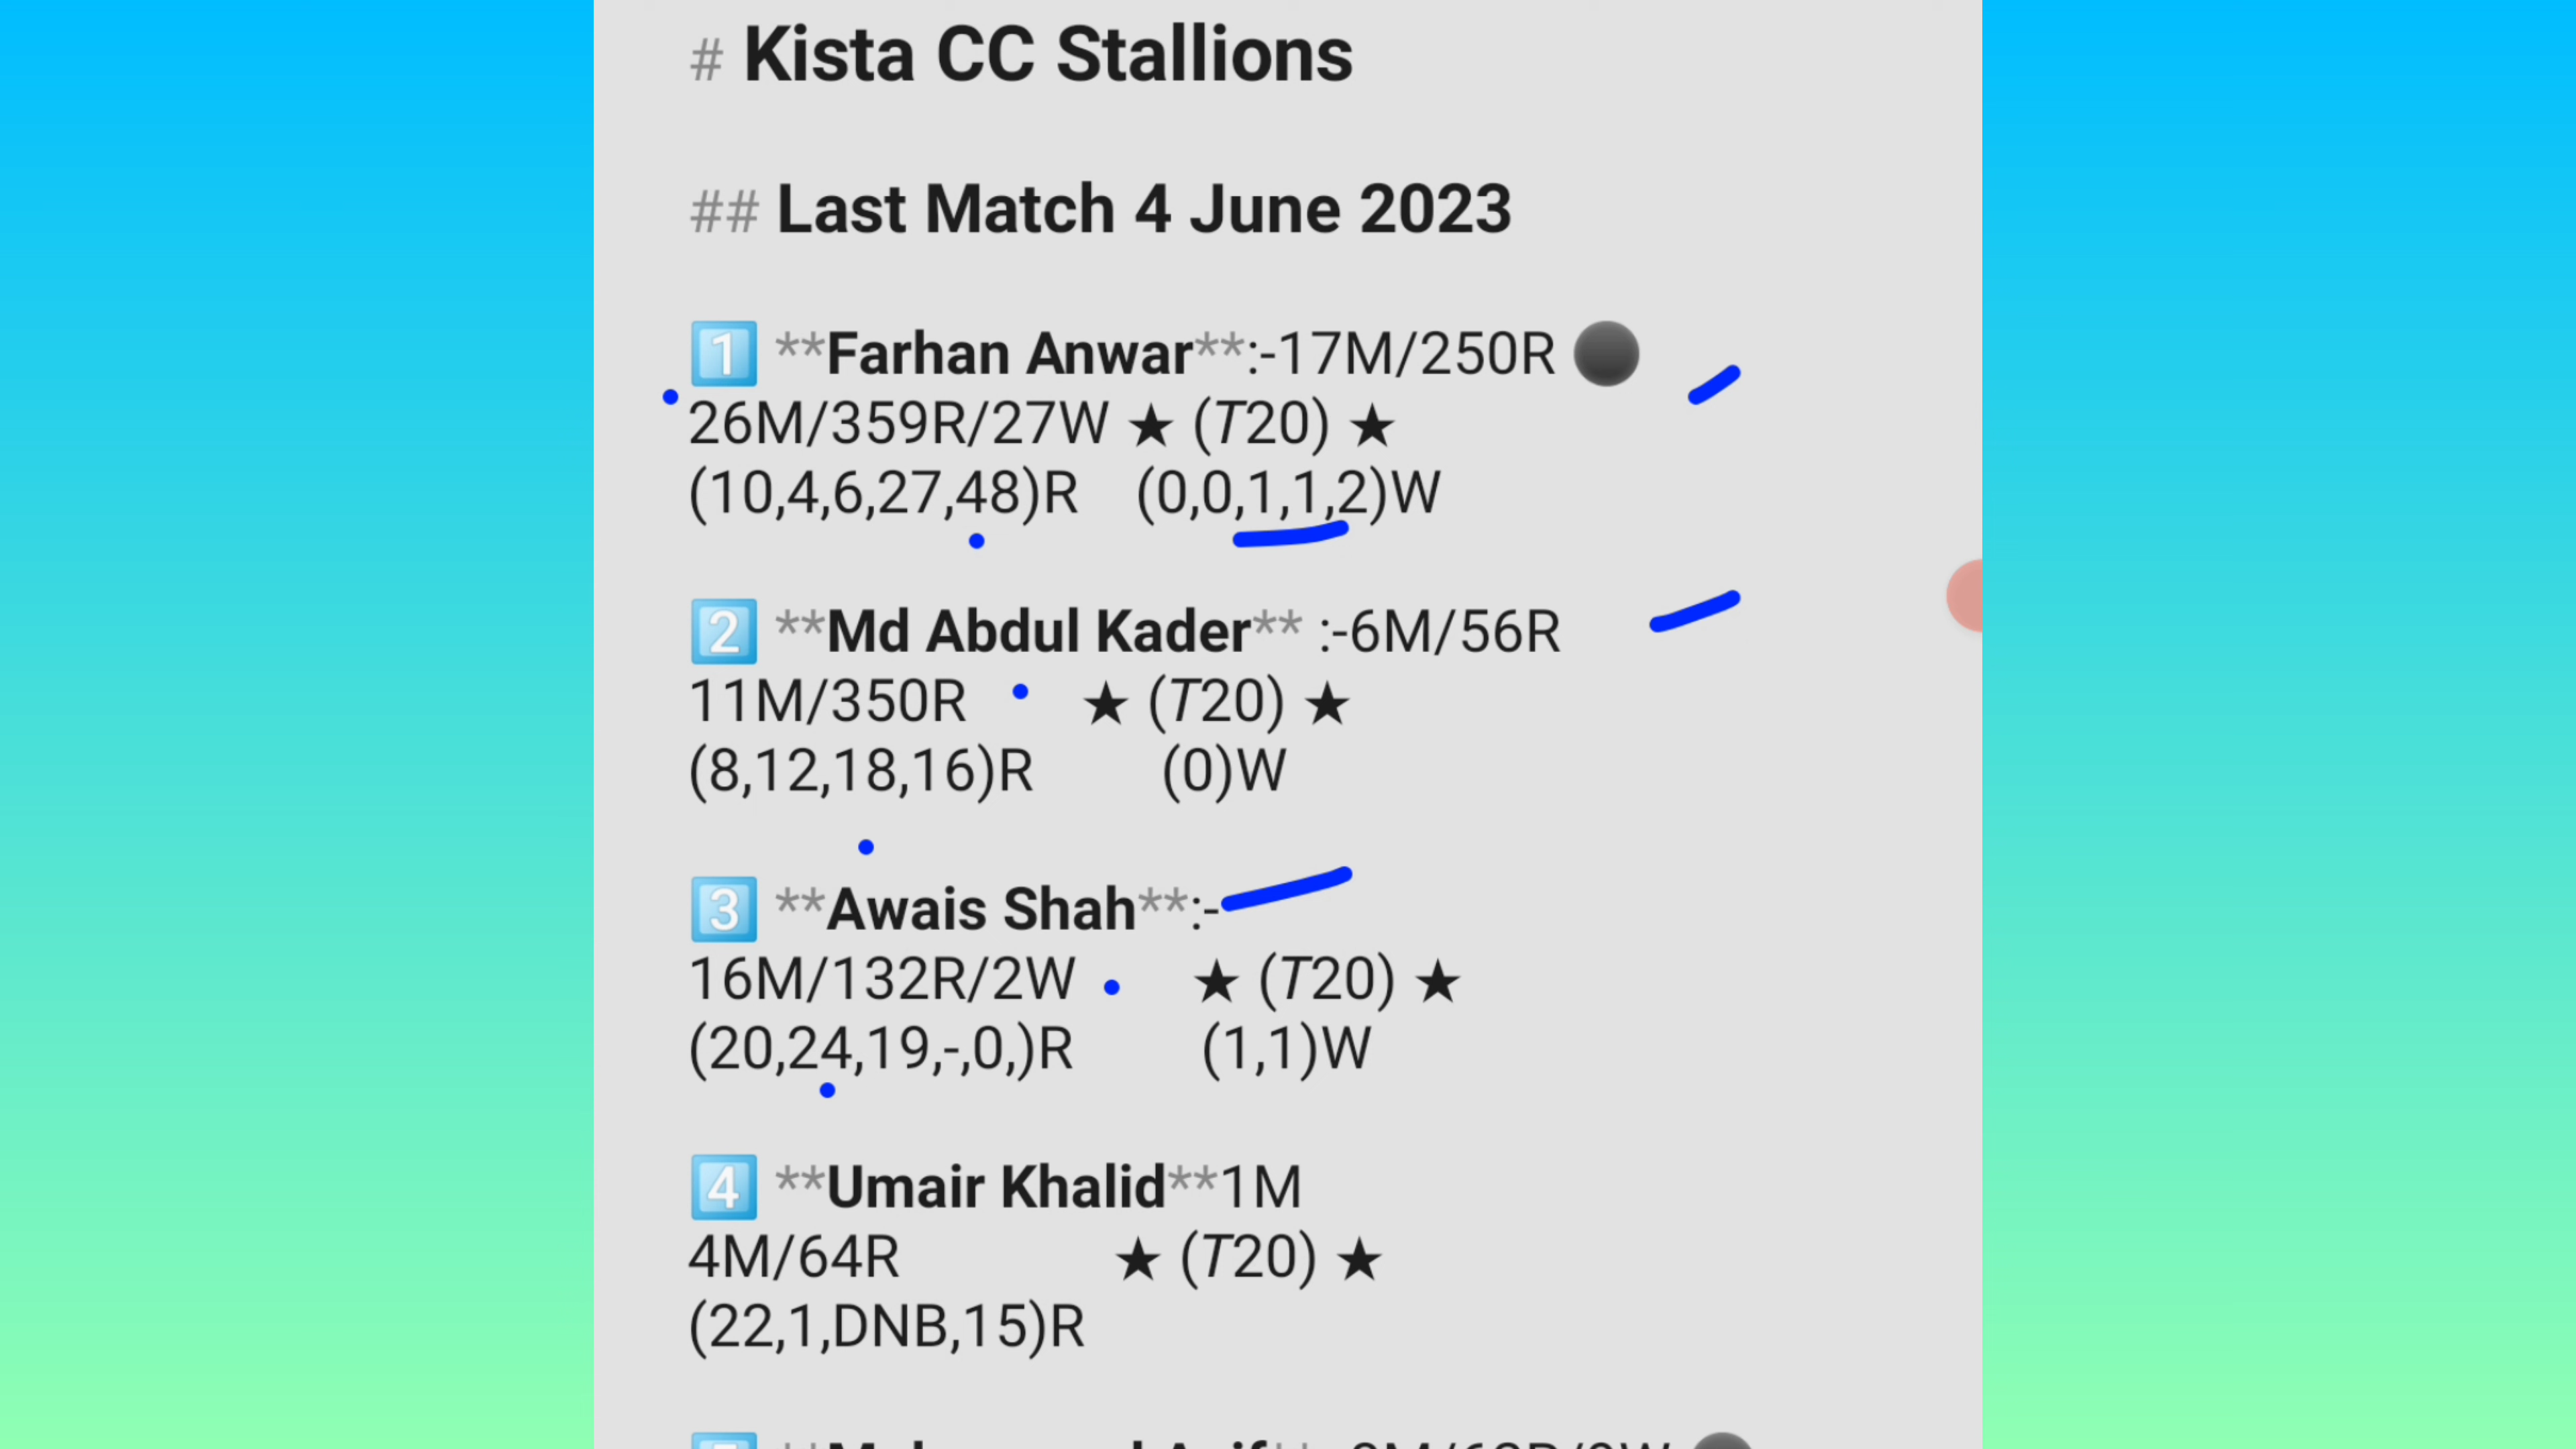 # Kista CC Stallions
## Last Match 4 June 2023
1 **Farhan Anwar**:-17M/250R
26M/359R/27W ★ (T20) ★
(10,4,6,27,48)R (0,0,1,1,2)W
2 **Md Abdul Kader** :-6M/56R
11M/350R ★ (T20) ★
(8,12,18,16)R (0)W
3 **Awais Shah**:-
16M/132R/2W ★ (T20) ★
(20,24,19,-,0,)R (1,1)W
4 **Umair Khalid**1M
4M/64R ★ (T20) ★
(22,1,DNB,15)R